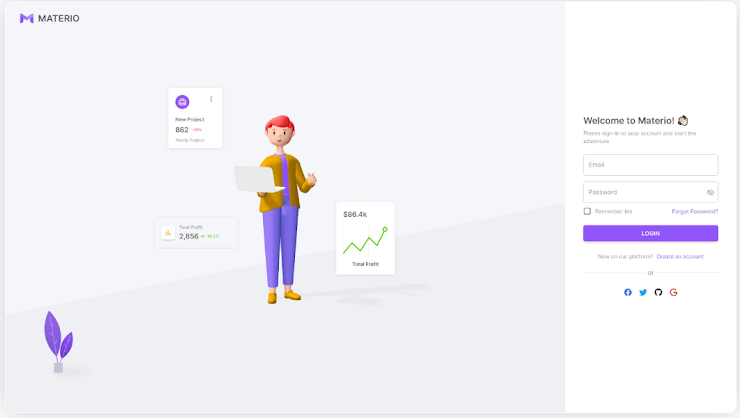 MATERIO
New Project
862 -18%
Yearly Project
Total Profit
2,856
$86.4k
Total Profit
Welcome to Materio!
Please sign-in to your account and start the
adventure
Email
Password
Remember Me
Forgot Password?
LOGIN
New on our platform? Create an account
or